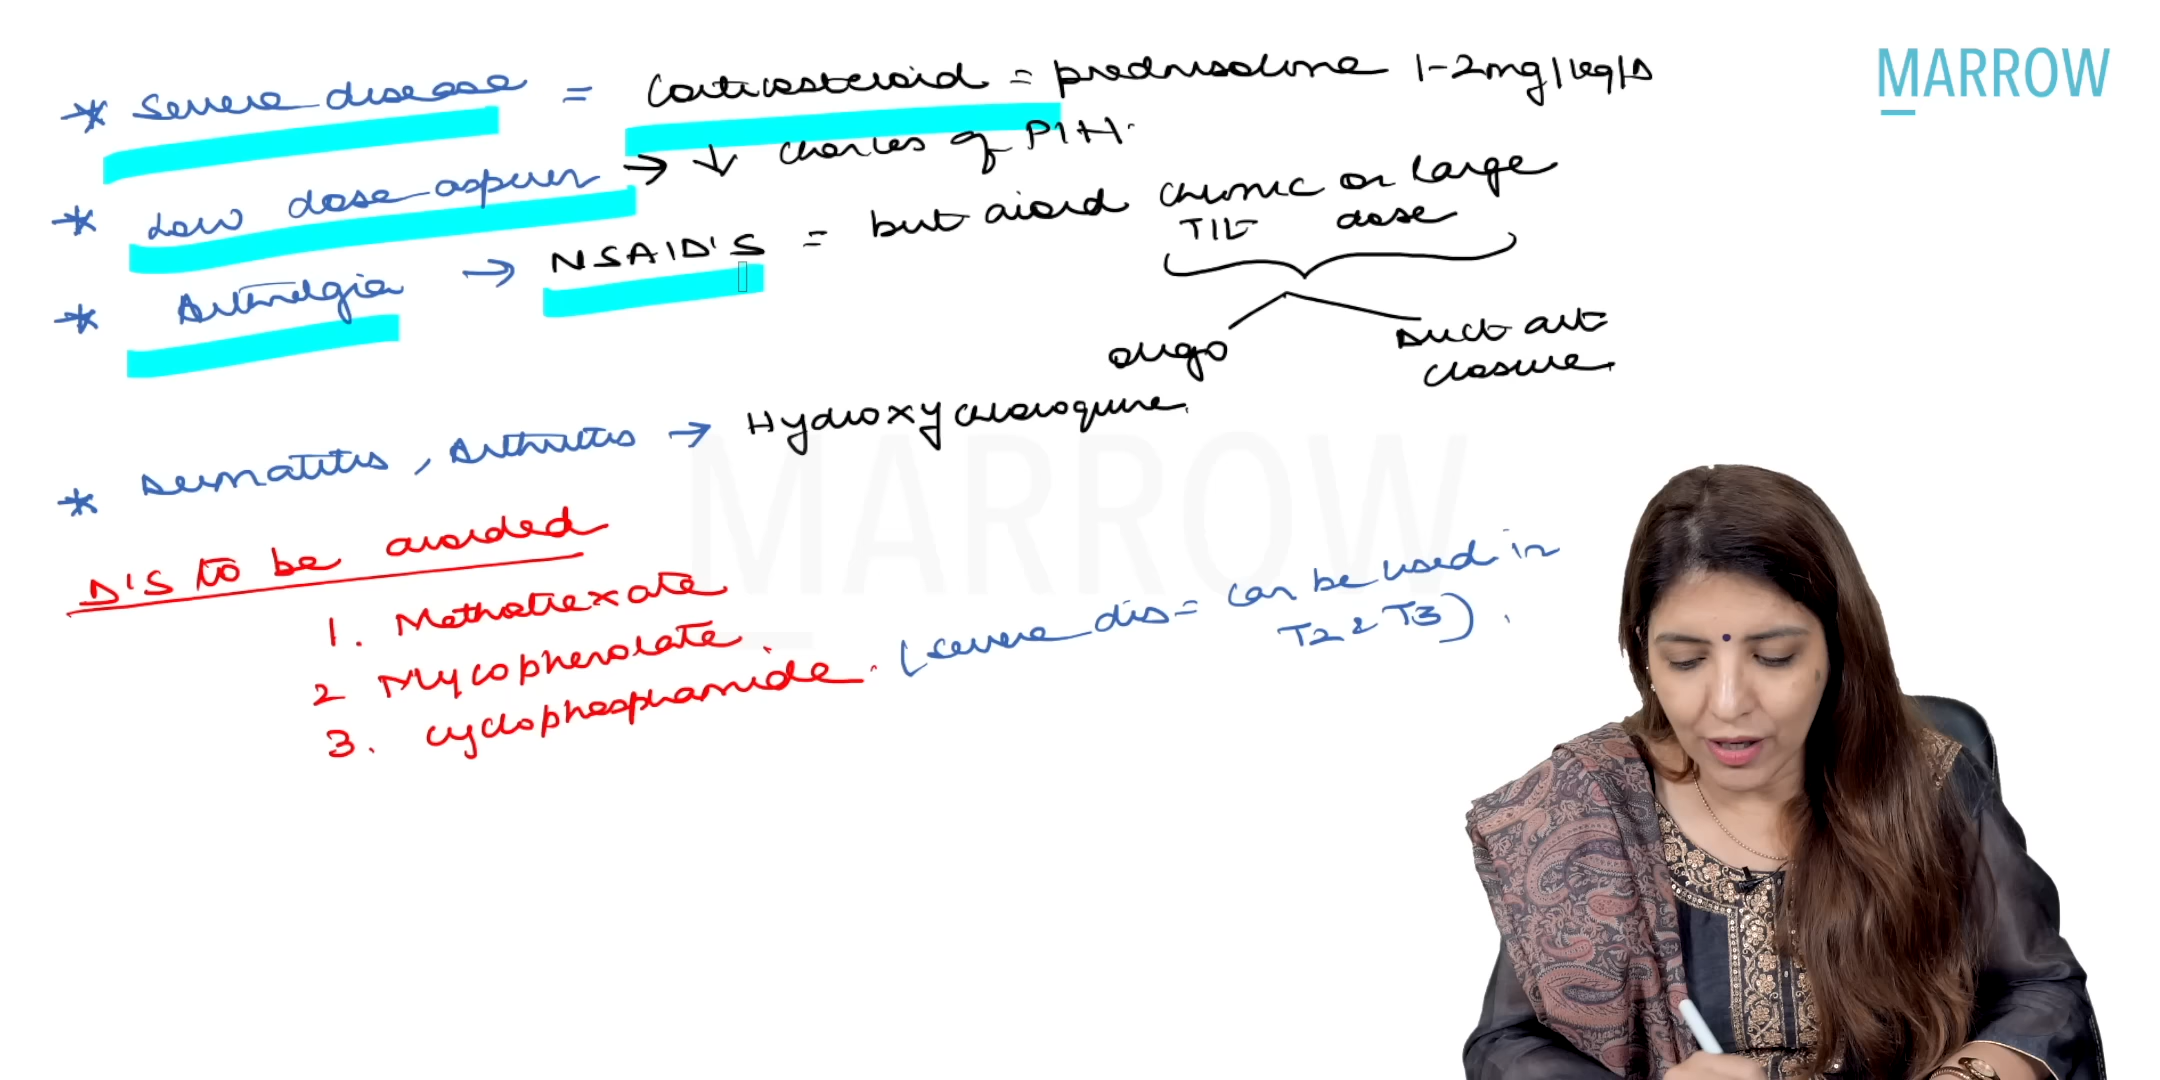 MARROW
* Severe disease = Corticosteroid = prednisolone 1-2mg/kg/D
* Low dose aspirin → ↓ chances of PIH.
* Arthralgia → NSAID'S = but avoid chronic or large
T/t dose
oligo Duct art
closure
* Dermatitis, Arthritis → Hydroxychloroquine.
D'S to be avoided
1. Methotrexate
2 Mycophenolate
3. cyclophosphamide. (severe dis = can be used in
T2 & T3).
MARROW